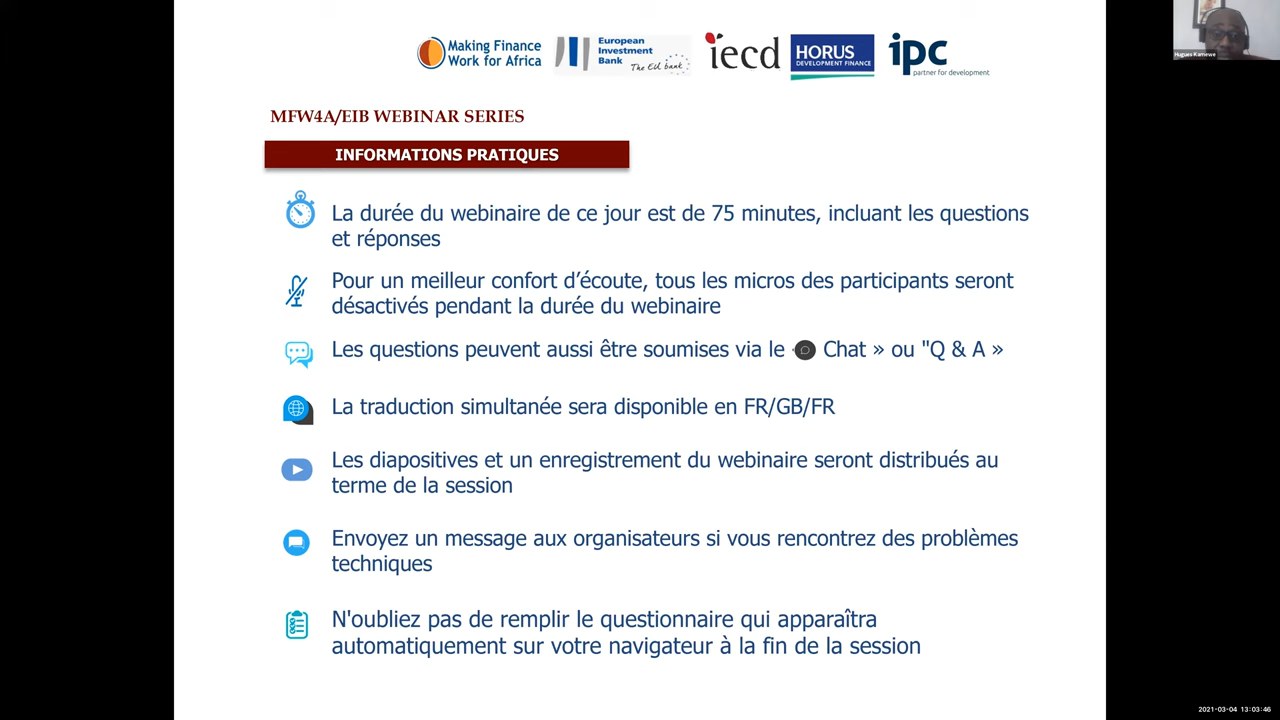 Making Finance
Work for Africa
European
Investment
Bank
The EU bank
iecd
HORUS
DEVELOPMENT FINANCE
ipc
partner for development
Hugues Kamewe
MFW4A/EIB WEBINAR SERIES
INFORMATIONS PRATIQUES
La durée du webinaire de ce jour est de 75 minutes, incluant les questions
et réponses
Pour un meilleur confort d’écoute, tous les micros des participants seront
désactivés pendant la durée du webinaire
Les questions peuvent aussi être soumises via le Chat » ou "Q & A »
La traduction simultanée sera disponible en FR/GB/FR
Les diapositives et un enregistrement du webinaire seront distribués au
terme de la session
Envoyez un message aux organisateurs si vous rencontrez des problèmes
techniques
N'oubliez pas de remplir le questionnaire qui apparaîtra
automatiquement sur votre navigateur à la fin de la session
2021-03-04 13:03:46